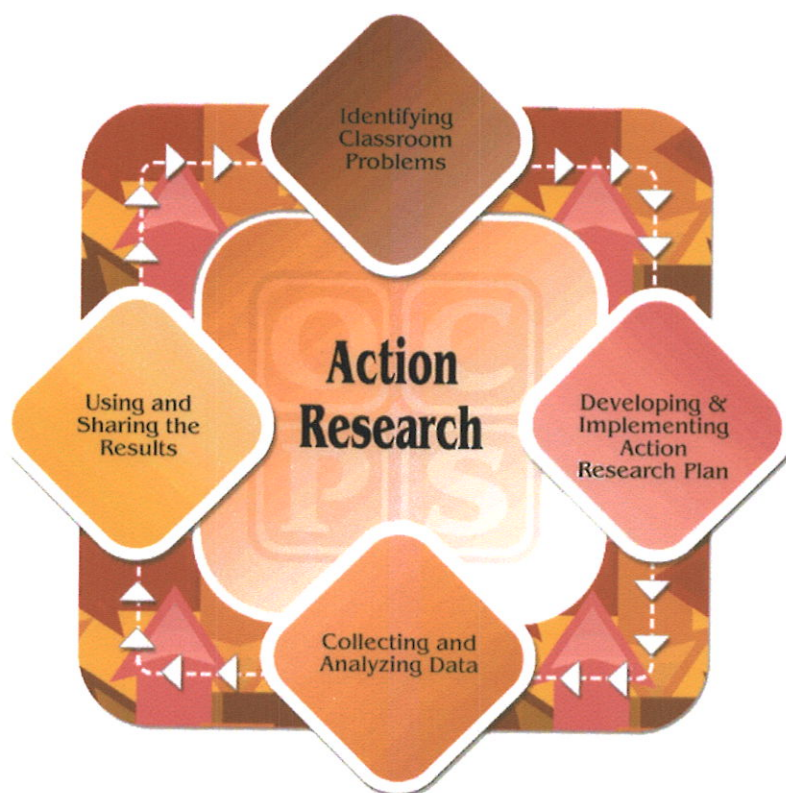 Identifying
Classroom
Problems
Action
Research
O C
P S
Using and
Sharing the
Results
Developing &
Implementing
Action
Research Plan
Collecting and
Analyzing Data